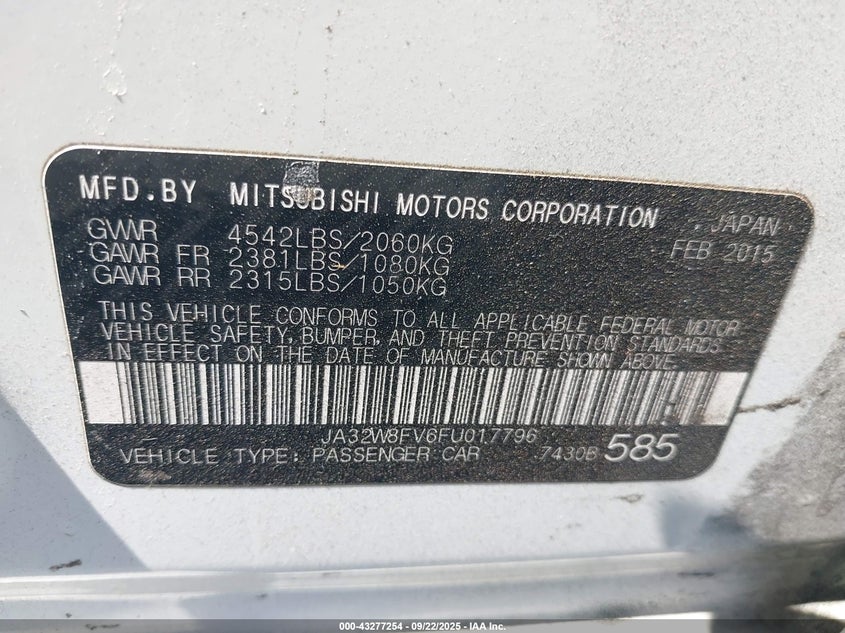 MFD.BY MITSUBISHI MOTORS CORPORATION JAPAN
GVWR 4542LBS/2060KG FEB 2015
GAWR FR 2381LBS/1080KG
GAWR RR 2315LBS/1050KG
THIS VEHICLE CONFORMS TO ALL APPLICABLE FEDERAL MOTOR
VEHICLE SAFETY, BUMPER, AND THEFT PREVENTION STANDARDS
IN EFFECT ON THE DATE OF MANUFACTURE SHOWN ABOVE.
JA32W8FV6FU017796
VEHICLE TYPE: PASSENGER CAR 7430B 585
000-43277254 - 09/22/2025 - IAA Inc.